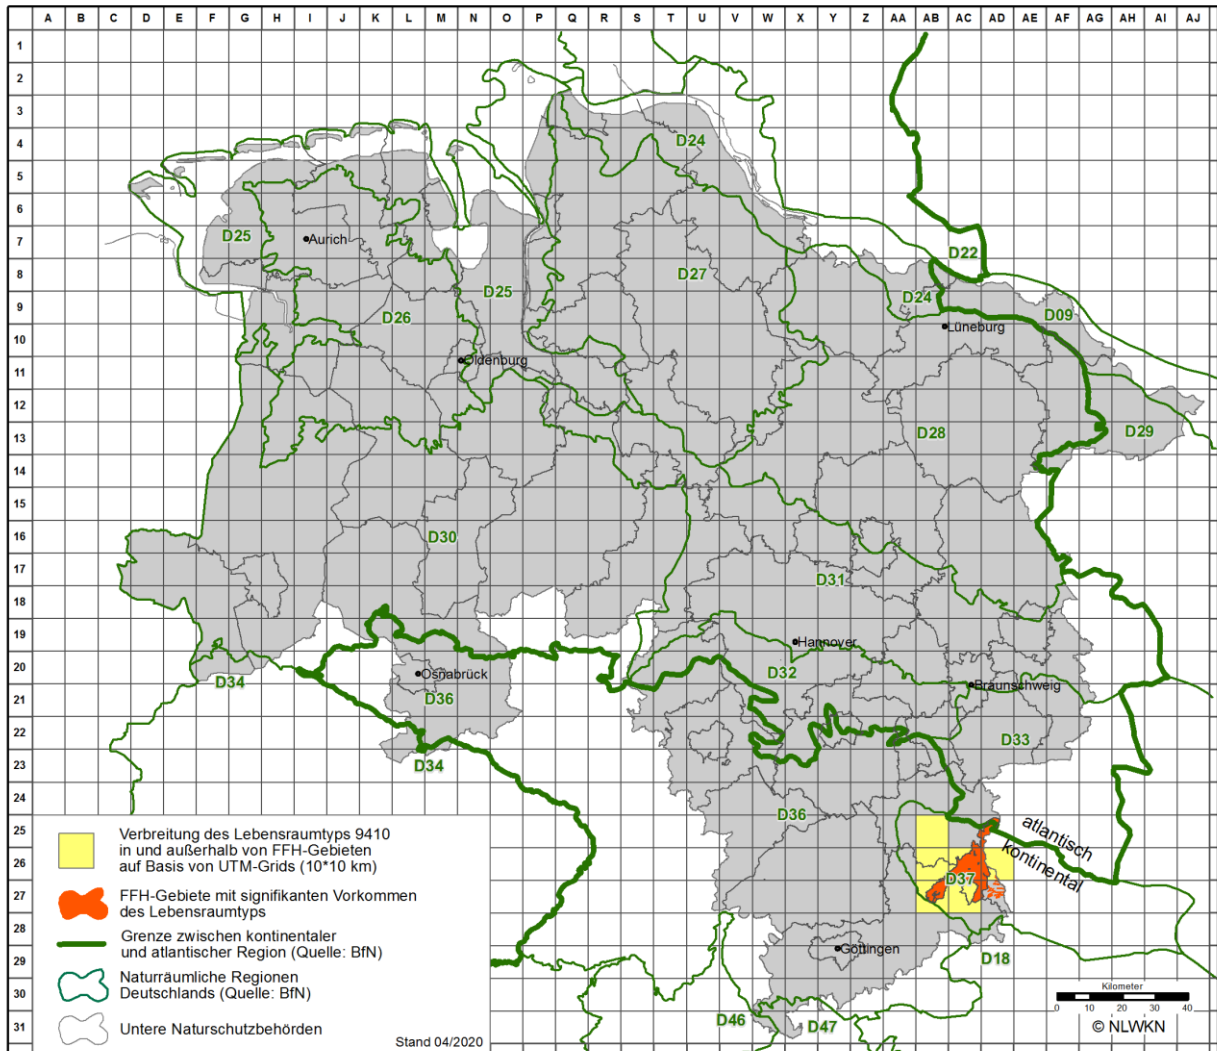 A B C D E F G H I J K L M N O P Q R S T U V W X Y Z AA AB AC AD AE AF AG AH AI AJ
1
2
3
4
D24
5
6
D25
Aurich
7
D22
8
D27
D25
D24
9
D26
D09
Lüneburg
10
Oldenburg
11
12
D28
D29
13
14
15
16
D30
17
D31
18
19
Hannover
20
Osnabrück
D32
D34
Braunschweig
21
D36
22
D33
23
D34
24
D36
25
atlantisch
kontinental
26
D37
27
28
Göttingen
29
D18
30
31
D46
D47
Verbreitung des Lebensraumtyps 9410
in und außerhalb von FFH-Gebieten
auf Basis von UTM-Grids (10*10 km)
FFH-Gebiete mit signifikanten Vorkommen
des Lebensraumtyps
Grenze zwischen kontinentaler
und atlantischer Region (Quelle: BfN)
Naturräumliche Regionen
Deutschlands (Quelle: BfN)
Untere Naturschutzbehörden
Stand 04/2020
Kilometer
0 10 20 30 40
© NLWKN